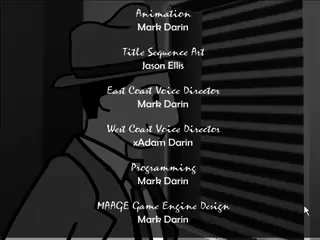 Animation
Mark Darin
Title Sequence Art
Jason Ellis
East Coast Voice Director
Mark Darin
West Coast Voice Director
xAdam Darin
Programming
Mark Darin
MAAGE Game Engine Design
Mark Darin